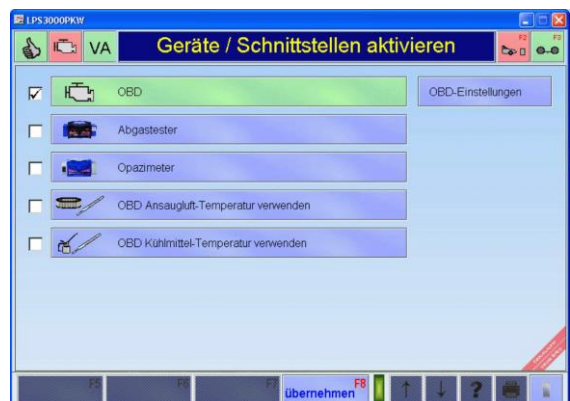 LPS3000PKW
VA
Geräte / Schnittstellen aktivieren
F2
F3
OBD
OBD-Einstellungen
Abgastester
Opazimeter
OBD Ansaugluft-Temperatur verwenden
OBD Kühlmittel-Temperatur verwenden
F5
F6
F7
F8
übernehmen
?